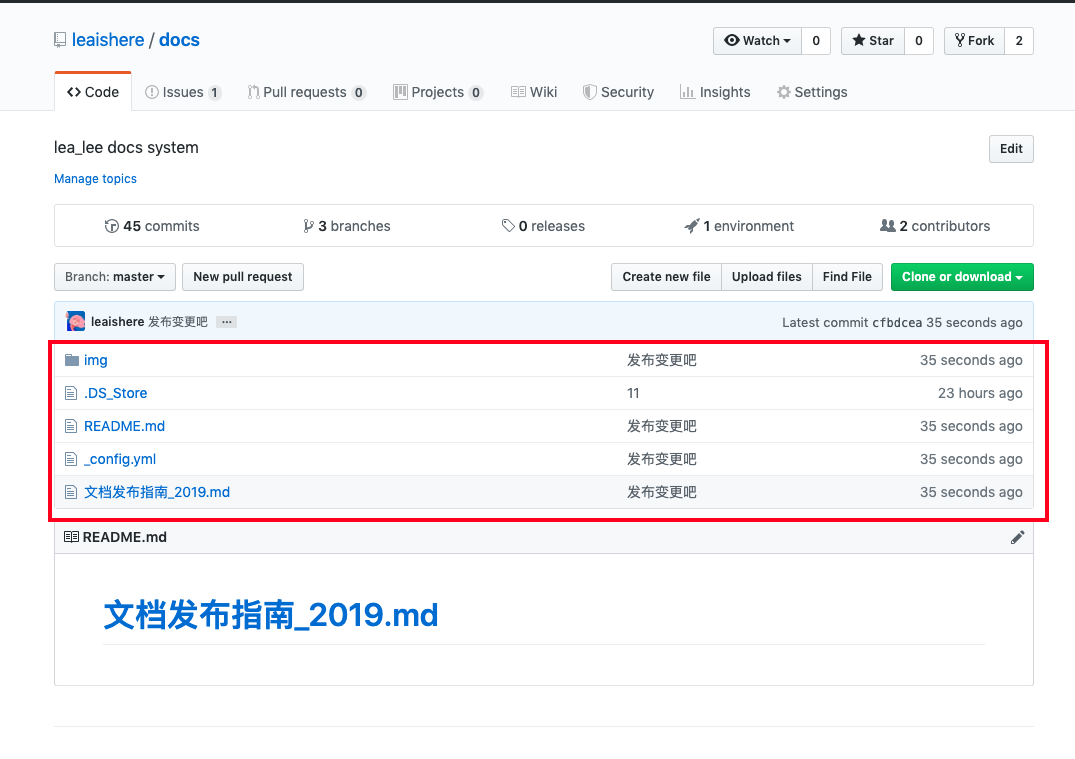 leaishere / docs
Watch 0 Star 0 Fork 2
Code Issues 1 Pull requests 0 Projects 0 Wiki Security Insights Settings
lea_lee docs system Edit
Manage topics
45 commits 3 branches 0 releases 1 environment 2 contributors
Branch: master New pull request Create new file Upload files Find File Clone or download
leaishere 发布变更吧 ... Latest commit cfbdcea 35 seconds ago
img 发布变更吧 35 seconds ago
.DS_Store 11 23 hours ago
README.md 发布变更吧 35 seconds ago
_config.yml 发布变更吧 35 seconds ago
文档发布指南_2019.md 发布变更吧 35 seconds ago
README.md
文档发布指南_2019.md